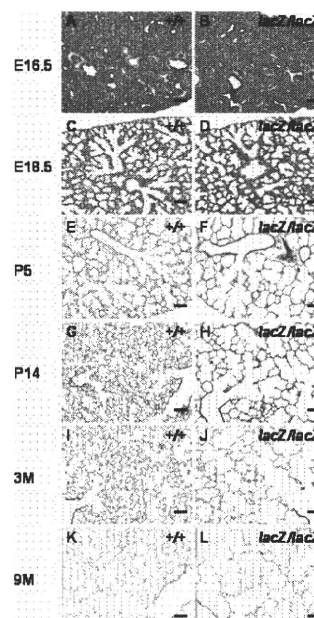 A +/+ B lacZ/lacZ
E16.5
C +/+ D lacZ/lacZ
E18.5
E +/+ F lacZ/lacZ
P5
G +/+ H lacZ/lacZ
P14
I +/+ J lacZ/lacZ
3M
K +/+ L lacZ/lacZ
9M